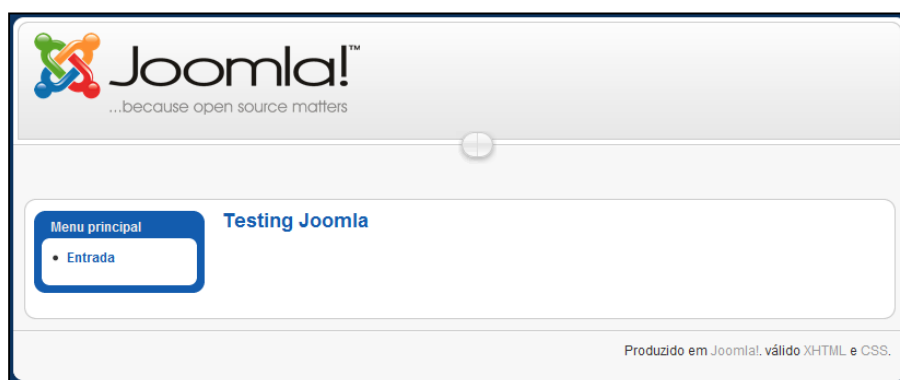 Joomla!™
...because open source matters
Menu principal
Entrada
Testing Joomla
Produzido em Joomla!. válido XHTML e CSS.